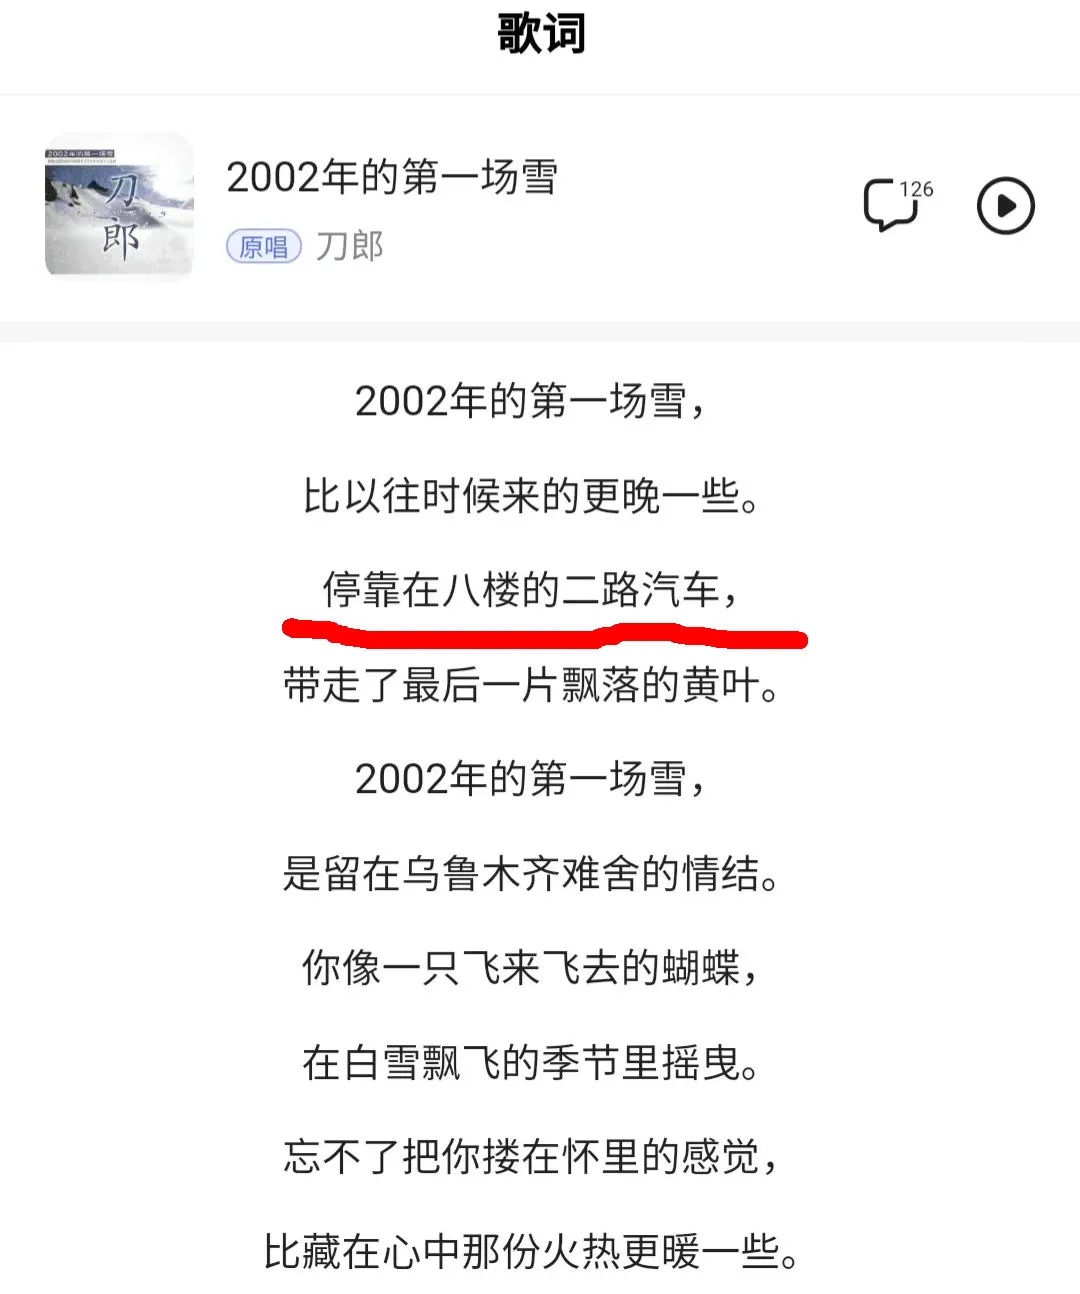 歌词
2002年的第一场雪
刀郎
2002年的第一场雪
126
原唱 刀郎
2002年的第一场雪，
比以往时候来的更晚一些。
停靠在八楼的二路汽车，
带走了最后一片飘落的黄叶。
2002年的第一场雪，
是留在乌鲁木齐难舍的情结。
你像一只飞来飞去的蝴蝶，
在白雪飘飞的季节里摇曳。
忘不了把你搂在怀里的感觉，
比藏在心中那份火热更暖一些。